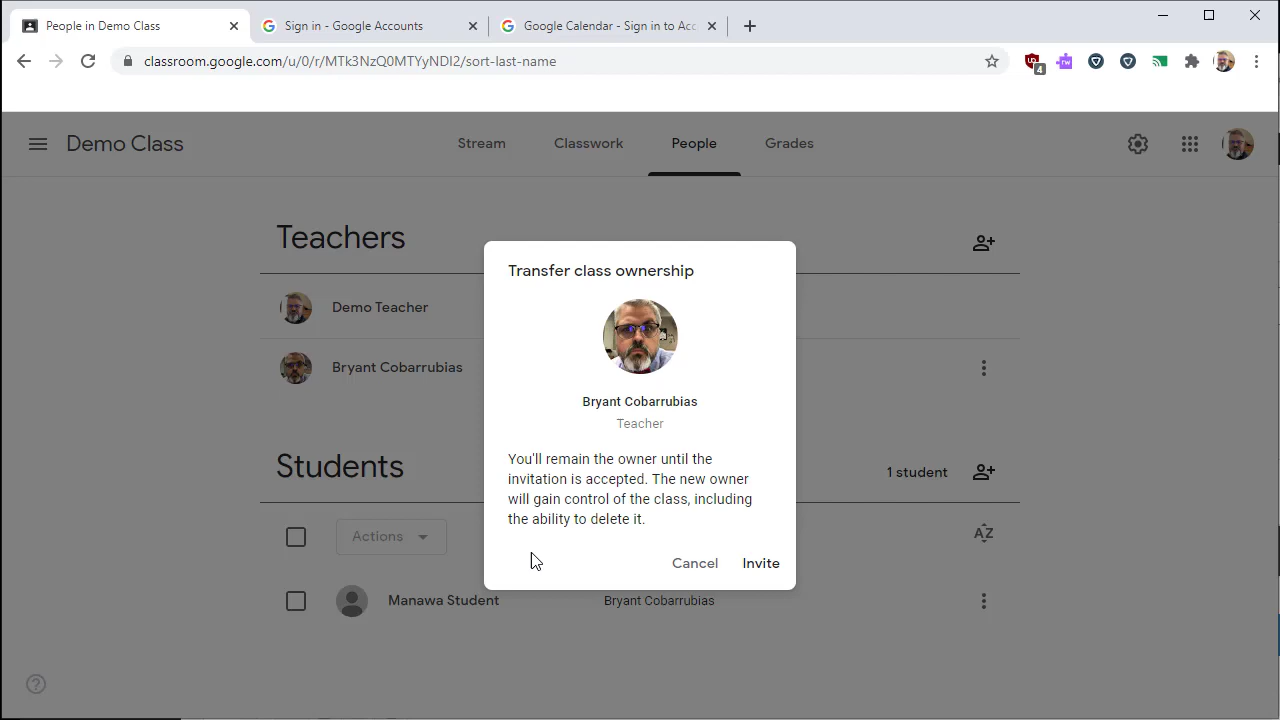 People in Demo Class
Sign in - Google Accounts
Google Calendar - Sign in to Acc
classroom.google.com/u/0/r/
/sort-last-name
4
rw
Demo Class
Stream
Classwork
People
Grades
Teachers
Demo Teacher
Bryant Cobarrubias
Students
1 student
Actions
AZ
Manawa Student
Bryant Cobarrubias
Transfer class ownership
Bryant Cobarrubias
Teacher
You'll remain the owner until the
invitation is accepted. The new owner
will gain control of the class, including
the ability to delete it.
Cancel
Invite